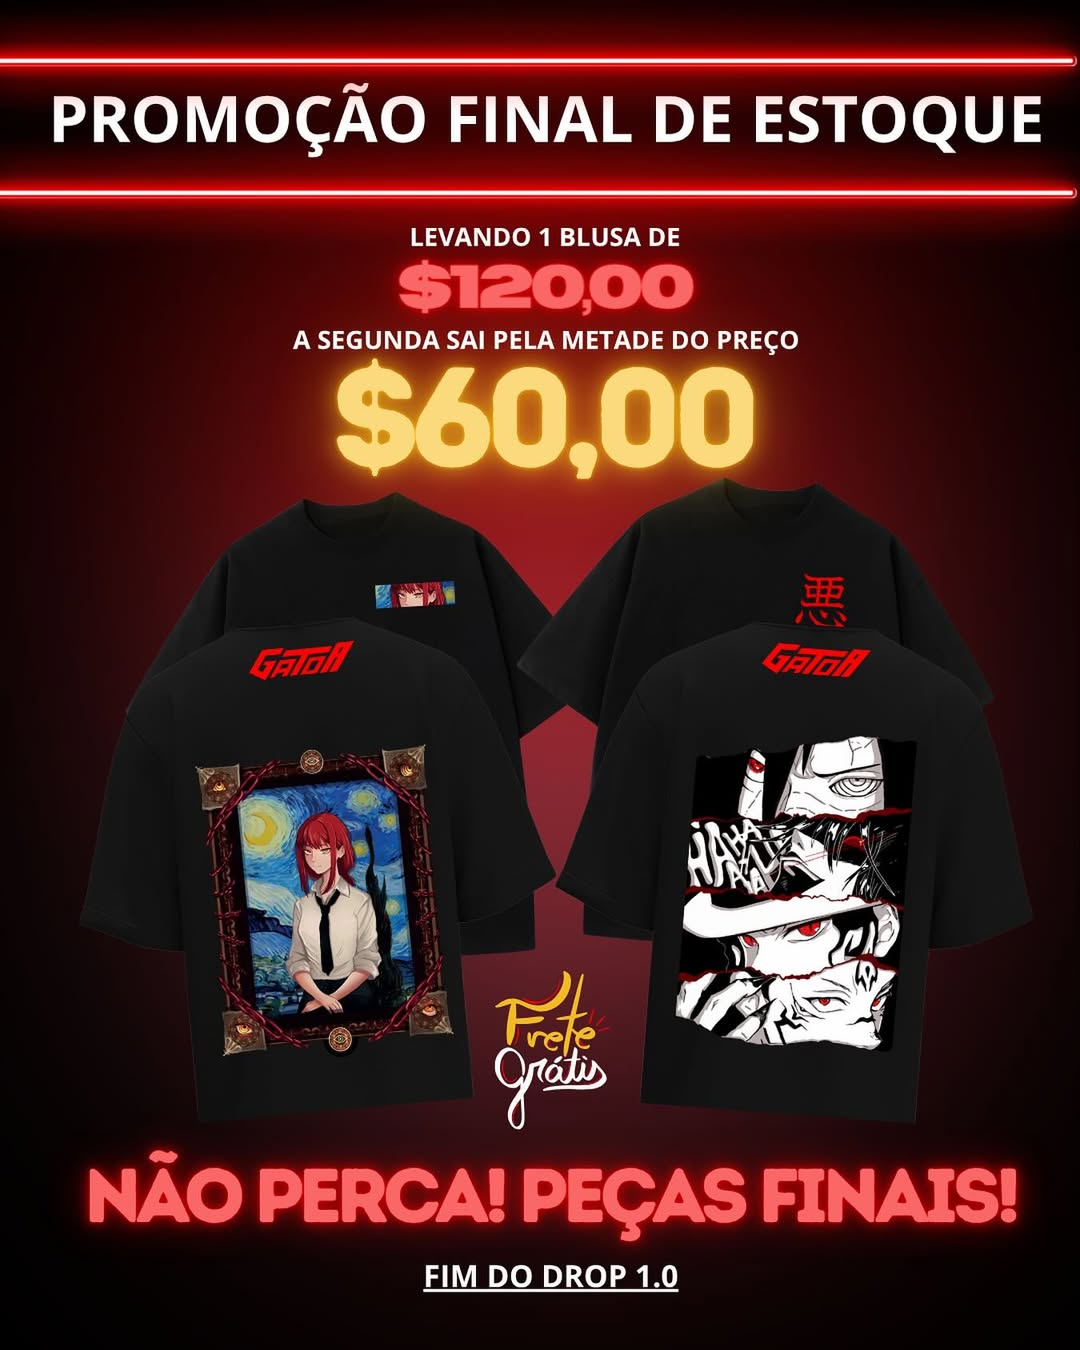 PROMOÇÃO FINAL DE ESTOQUE
LEVANDO 1 BLUSA DE
$120,00
A SEGUNDA SAI PELA METADE DO PREÇO
$60,00
悪
GATOA
GATOA
Frete
grátis
NÃO PERCA! PEÇAS FINAIS!
FIM DO DROP 1.0